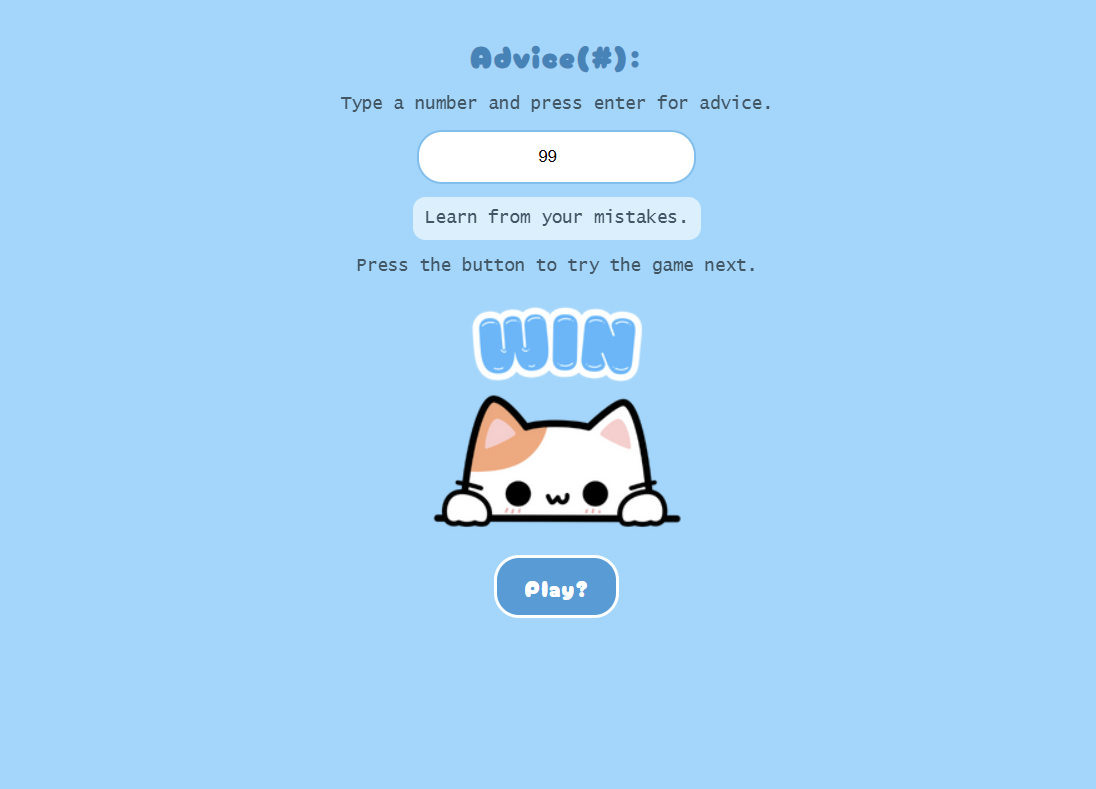 Advice(#):
Type a number and press enter for advice.
99
Learn from your mistakes.
Press the button to try the game next.
WIN
Play?